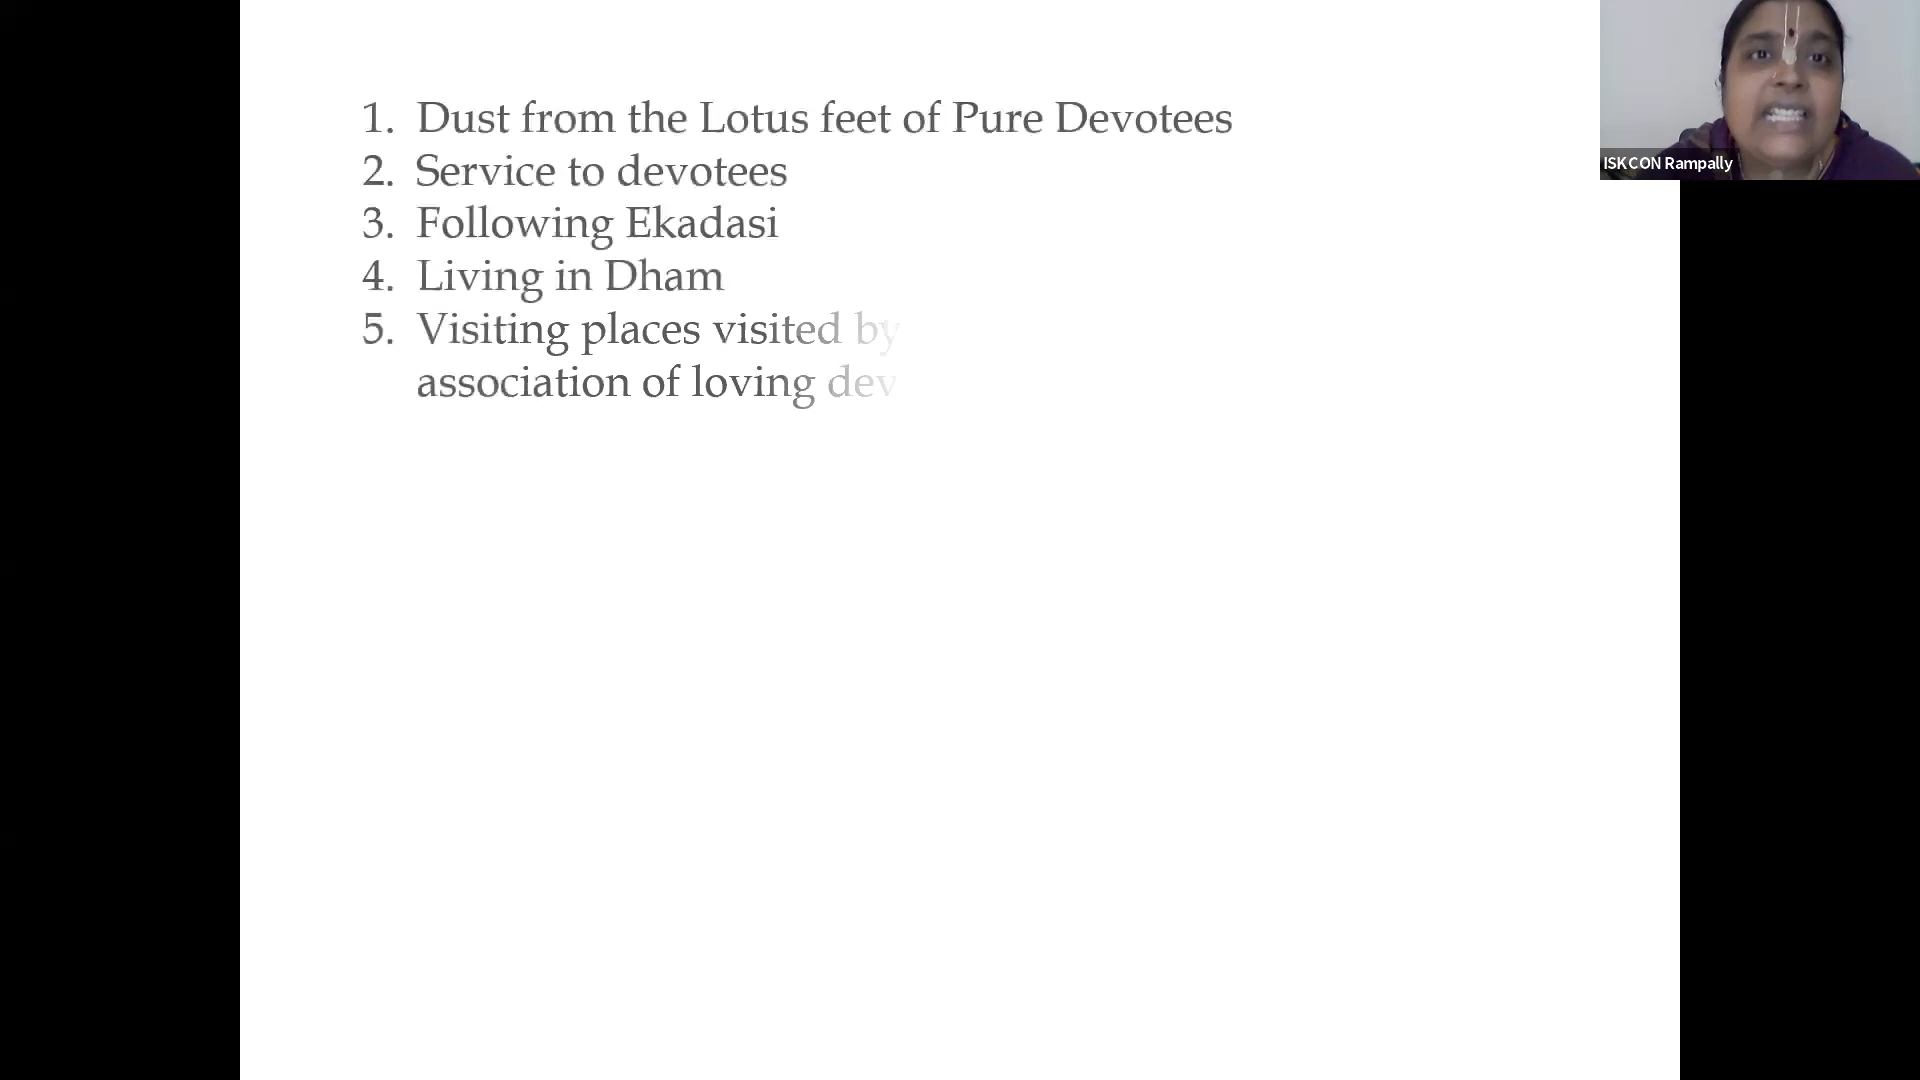 1. Dust from the Lotus feet of Pure Devotees
2. Service to devotees
3. Following Ekadasi
4. Living in Dham
5. Visiting places visited by
association of loving
ISKCON Rampally